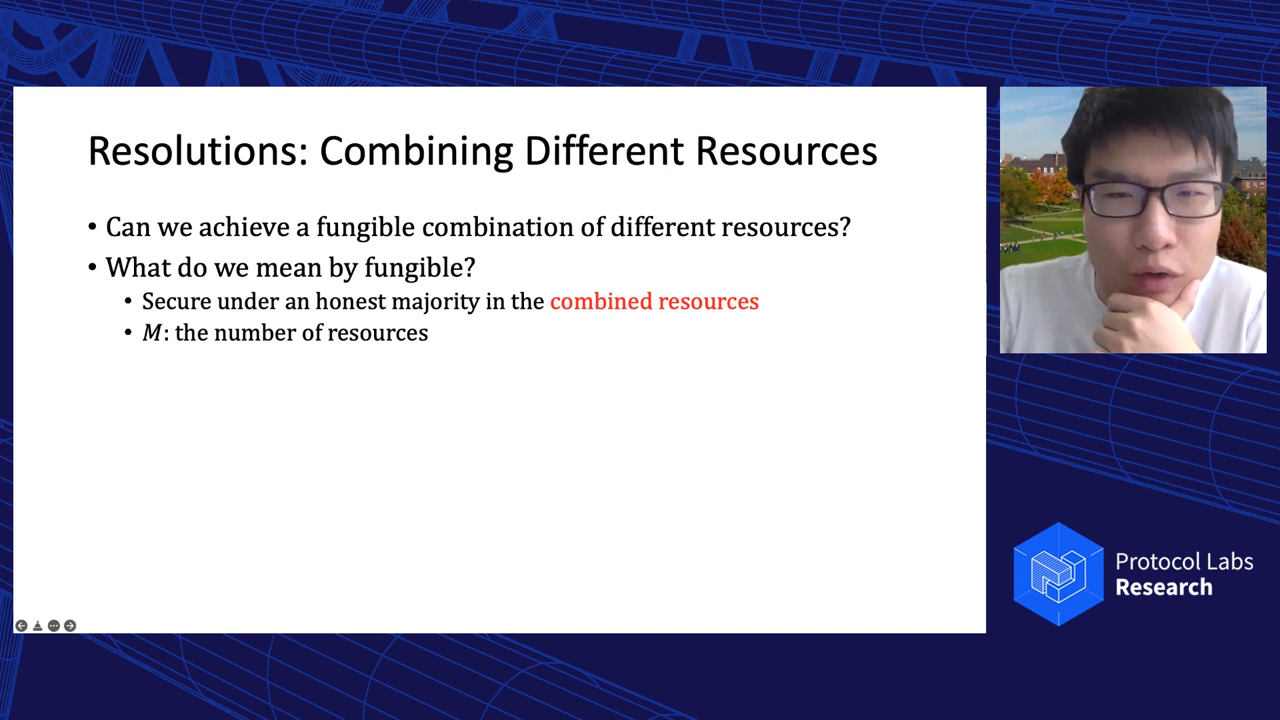 Resolutions: Combining Different Resources
• Can we achieve a fungible combination of different resources?
• What do we mean by fungible?
• Secure under an honest majority in the combined resources
• M: the number of resources
Protocol Labs
Research